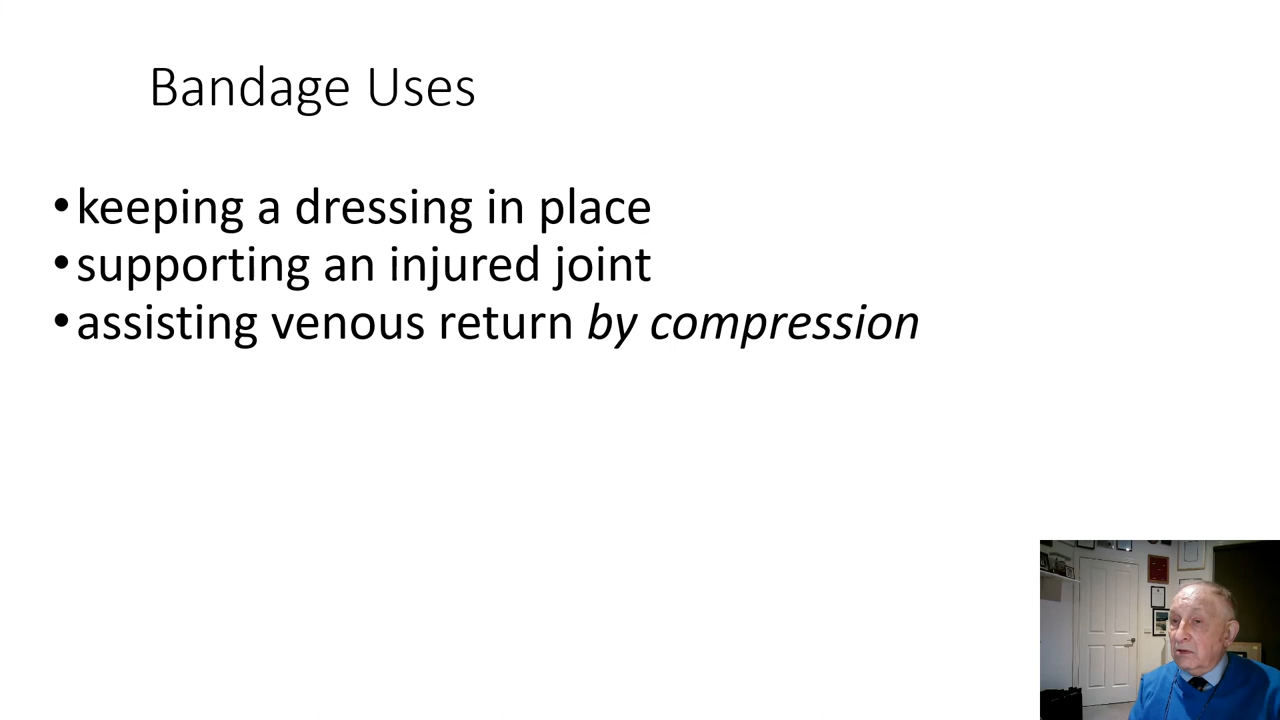 Bandage Uses
•keeping a dressing in place
•supporting an injured joint
•assisting venous return by compression